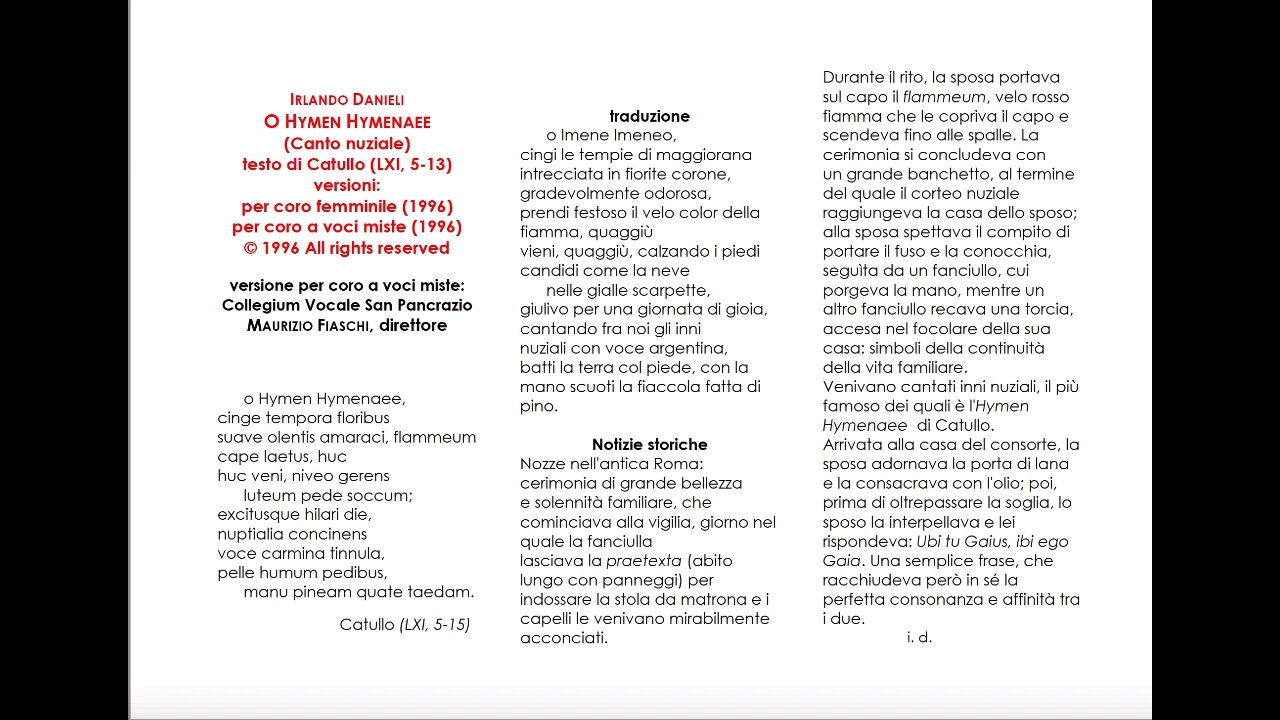 IRLANDO DANIELI
O HYMEN HYMENAEE
(Canto nuziale)
testo di Catullo (LXI, 5-13)
versioni:
per coro femminile (1996)
per coro a voci miste (1996)
© 1996 All rights reserved
versione per coro a voci miste:
Collegium Vocale San Pancrazio
MAURIZIO FIASCHI, direttore
o Hymen Hymenaee,
cinge tempora floribus
suave olentis amaraci, flammeum
cape laetus, huc
huc veni, niveo gerens
luteum pede soccum;
excitusque hilari die,
nuptialia concinens
voce carmina tinnula,
pelle humum pedibus,
manu pineam quate taedam.
Catullo (LXI, 5-15)
traduzione
o Imene Imeneo,
cingi le tempie di maggiorana
intrecciata in fiorite corone,
gradevolmente odorosa,
prendi festoso il velo color della
fiamma, quaggiù
vieni, quaggiù, calzando i piedi
candidi come la neve
nelle gialle scarpette,
giulivo per una giornata di gioia,
cantando fra noi gli inni
nuziali con voce argentina,
batti la terra col piede, con la
mano scuoti la fiaccola fatta di
pino.
Notizie storiche
Nozze nell'antica Roma:
cerimonia di grande bellezza
e solennità familiare, che
cominciava alla vigilia, giorno nel
quale la fanciulla
lasciava la praetexta (abito
lungo con panneggi) per
indossare la stola da matrona e i
capelli le venivano mirabilmente
acconciati.
Durante il rito, la sposa portava
sul capo il flammeum, velo rosso
fiamma che le copriva il capo e
scendeva fino alle spalle. La
cerimonia si concludeva con
un grande banchetto, al termine
del quale il corteo nuziale
raggiungeva la casa dello sposo;
alla sposa spettava il compito di
portare il fuso e la conocchia,
seguìta da un fanciullo, cui
porgeva la mano, mentre un
altro fanciullo recava una torcia,
accesa nel focolare della sua
casa: simboli della continuità
della vita familiare.
Venivano cantati inni nuziali, il più
famoso dei quali è l'Hymen
Hymenaee di Catullo.
Arrivata alla casa del consorte, la
sposa adornava la porta di lana
e la consacrava con l'olio; poi,
prima di oltrepassare la soglia, lo
sposo la interpellava e lei
rispondeva: Ubi tu Gaius, ibi ego
Gaia. Una semplice frase, che
racchiudeva però in sé la
perfetta consonanza e affinità tra
i due.
i. d.